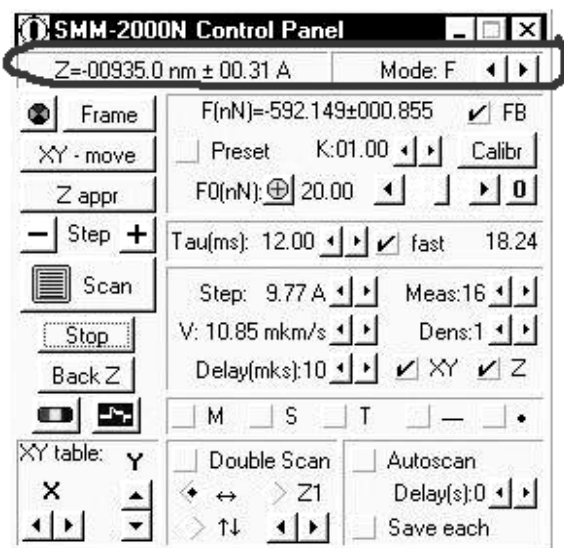 SMM-2000N Control Panel
Z=-00935.0 nm ± 00.31 A Mode: F
Frame F(nN)=-592.149±000.855 FB
XY - move Preset K:01.00 Calibr
Z appr F0(nN): 20.00 0
Step Tau(ms): 12.00 fast 18.24
Scan Step: 9.77 A Meas:16
Stop V: 10.85 mkm/s Dens:1
Back Z Delay(mks):10 XY Z
M S T
XY table: Y Double Scan Autoscan
X Z1 Delay(s):0
Save each